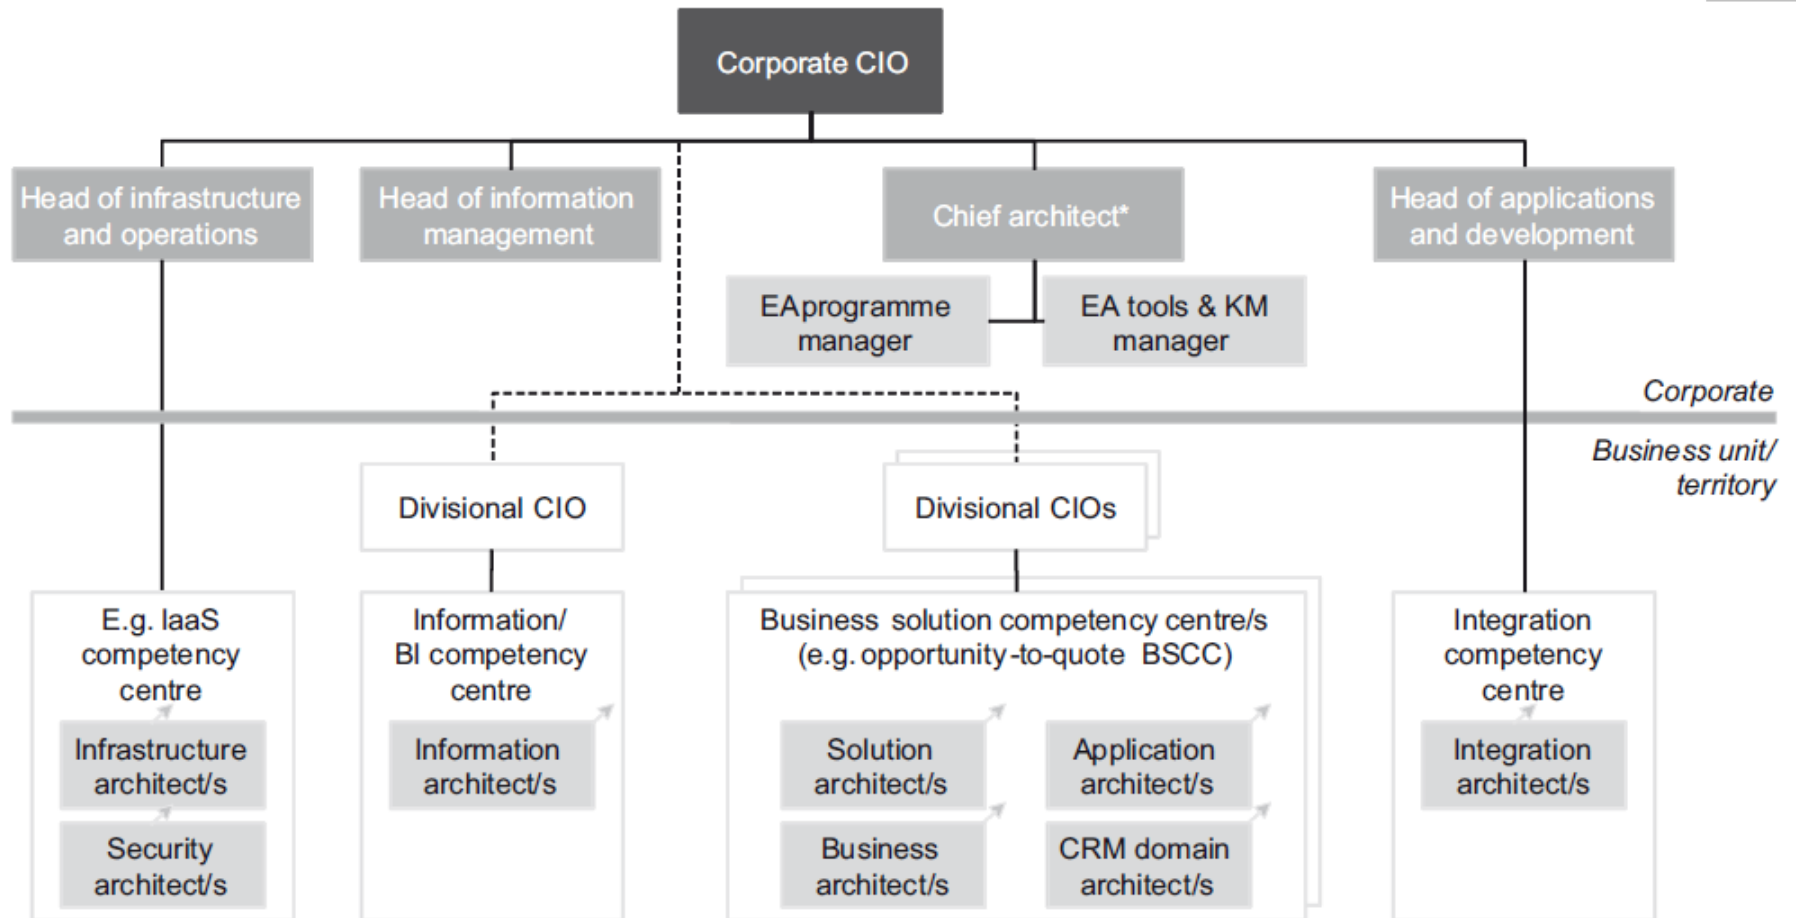 Corporate CIO
Head of infrastructure
and operations
Head of information
management
Chief architect*
Head of applications
and development
EAprogramme
manager
EA tools & KM
manager
Corporate
Business unit/
territory
Divisional CIO
Divisional CIOs
E.g. IaaS
competency
centre
Infrastructure
architect/s
Security
architect/s
Information/
BI competency
centre
Information
architect/s
Business solution competency centre/s
(e.g. opportunity-to-quote BSCC)
Solution
architect/s
Application
architect/s
Business
architect/s
CRM domain
architect/s
Integration
competency
centre
Integration
architect/s